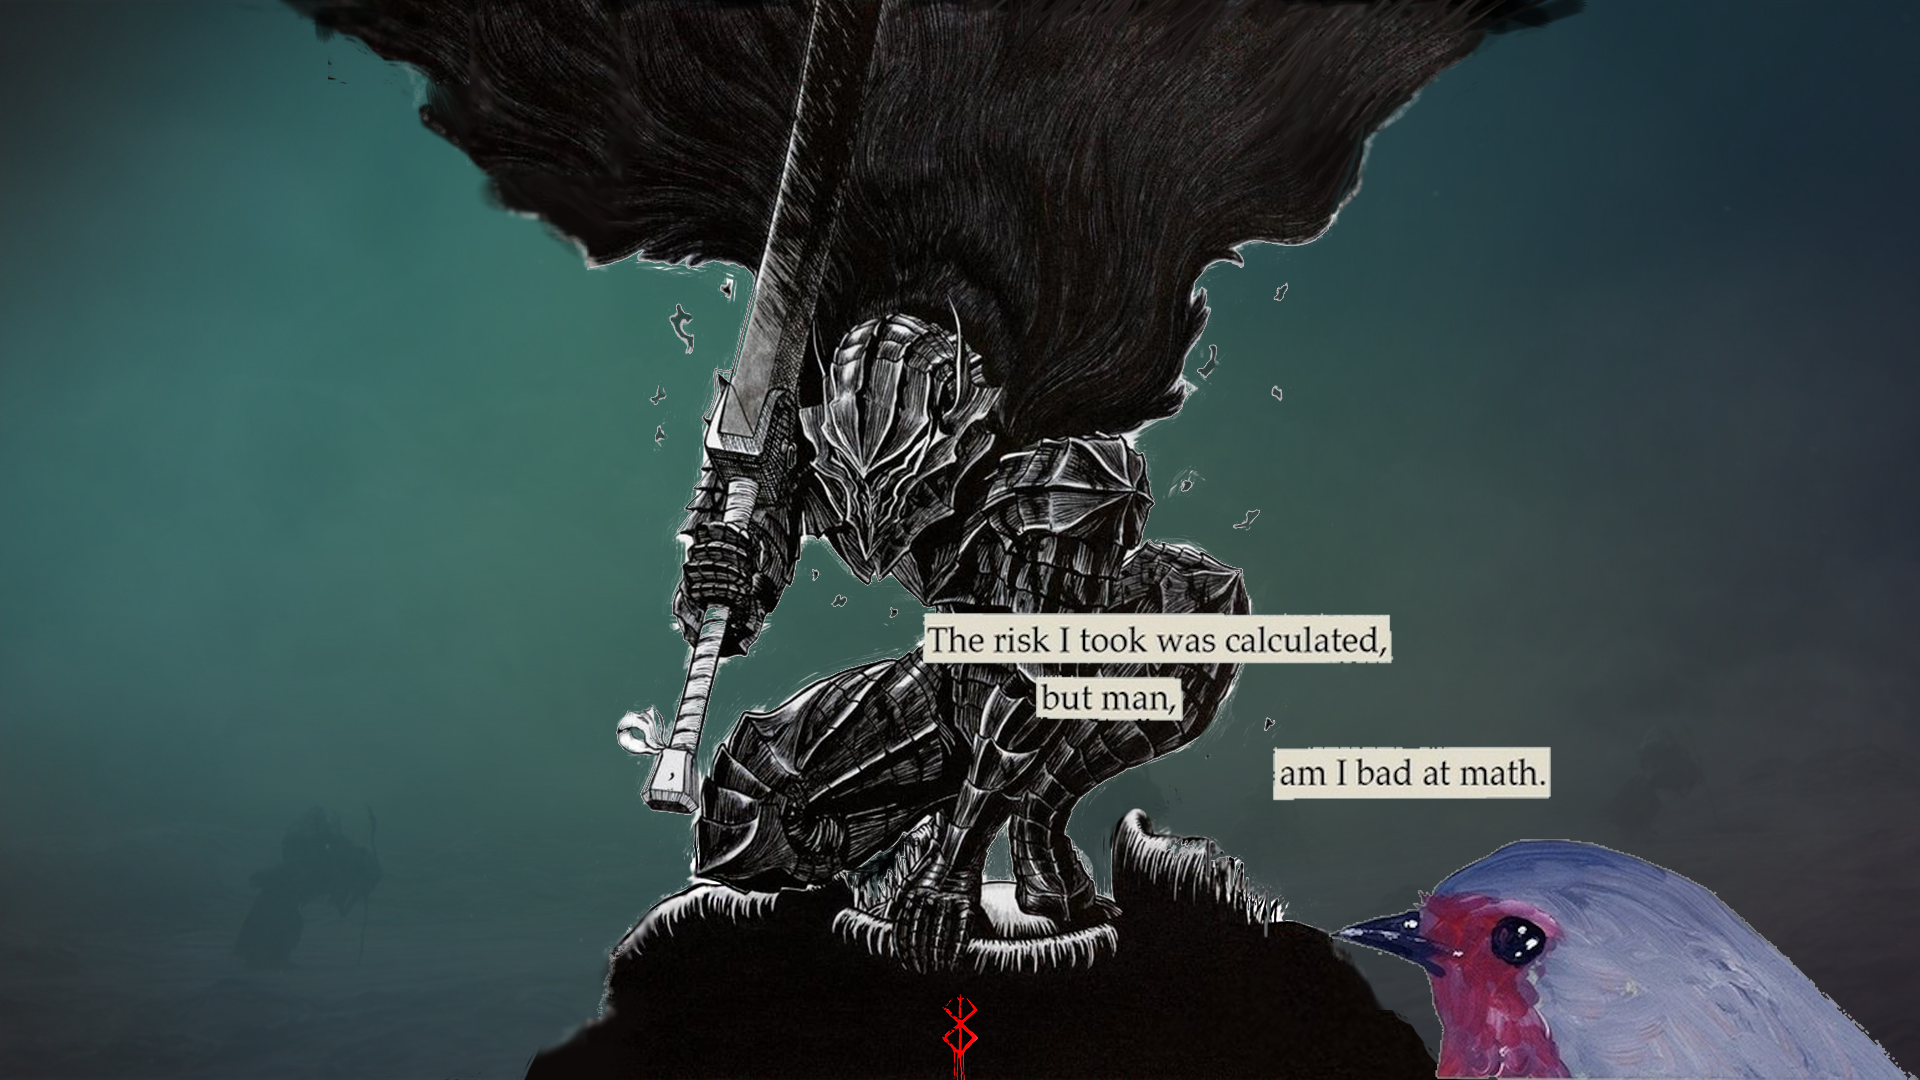 The risk I took was calculated,
but man,
am I bad at math.